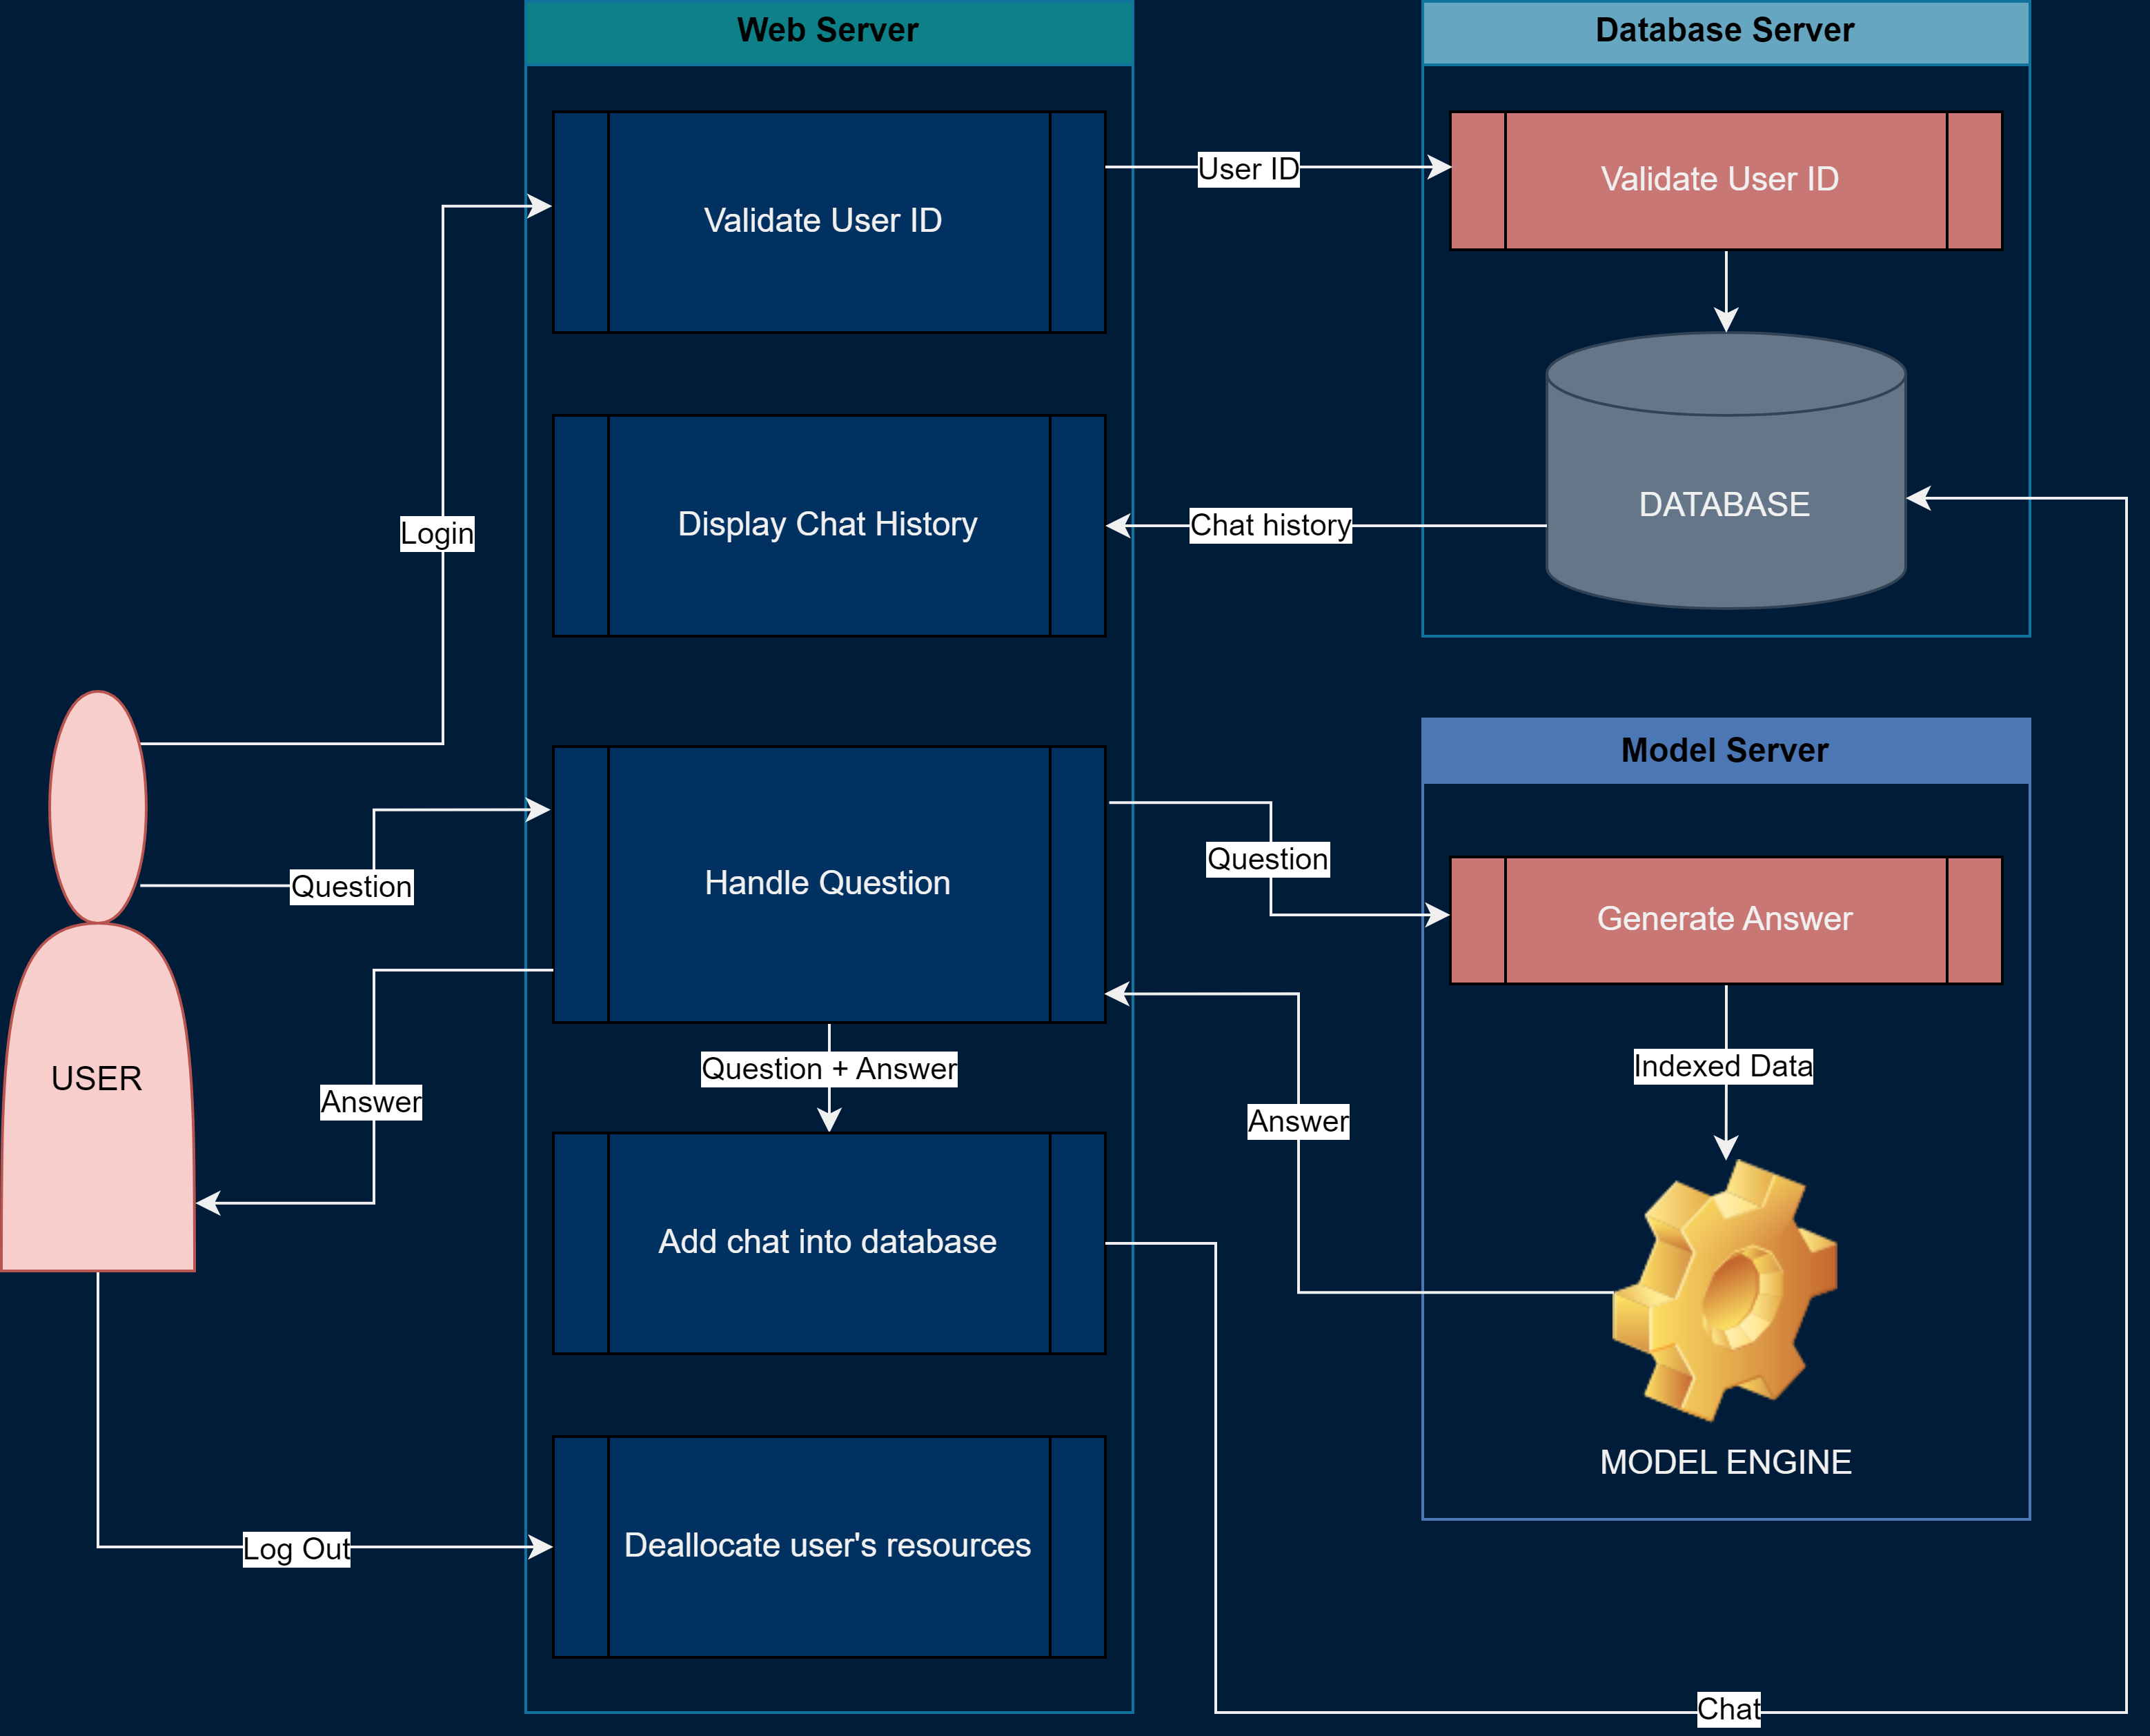 Web Server
Database Server
Validate User ID
User ID
Validate User ID
Login
Display Chat History
Chat history
DATABASE
Model Server
Question
Handle Question
Question
Generate Answer
USER
Answer
Question + Answer
Answer
Indexed Data
Add chat into database
MODEL ENGINE
Log Out
Deallocate user's resources
Chat